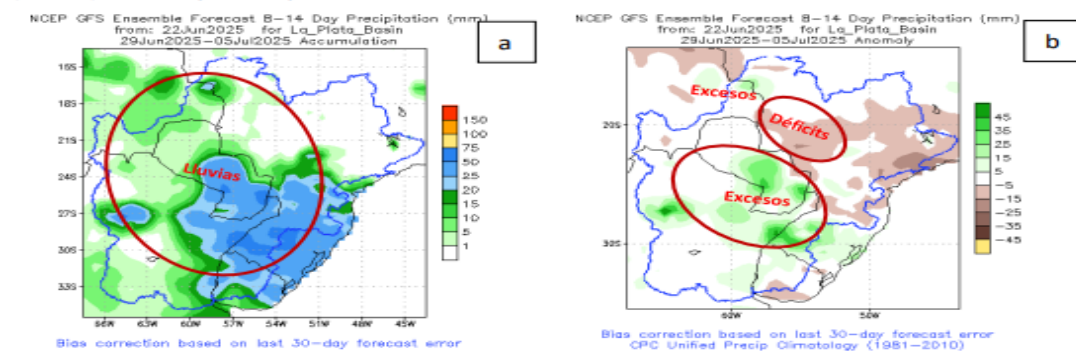 NCEP GFS Ensemble Forecast 8-14 Day Precipitation (mm)
from: 22Jun2025 for La_Plata_Basin
29Jun2025-05Jul2025 Accumulation
a
15S
18S
21S
24S
27S
30S
33S
Lluvias
150
100
75
50
25
20
15
10
5
1
66W 63W 60W 57W 54W 51W 48W 45W
Bias correction based on last 30-day forecast error
NCEP GFS Ensemble Forecast 8-14 Day Precipitation (mm)
from: 22Jun2025 for La_Plata_Basin
29Jun2025-05Jul2025 Anomaly
b
20S
30S
Excesos
Déficits
Excesos
45
35
25
15
5
-5
-15
-25
-35
-45
60W 50W
Bias correction based on last 30-day forecast error
CPC Unified Precip Climatology (1981-2010)